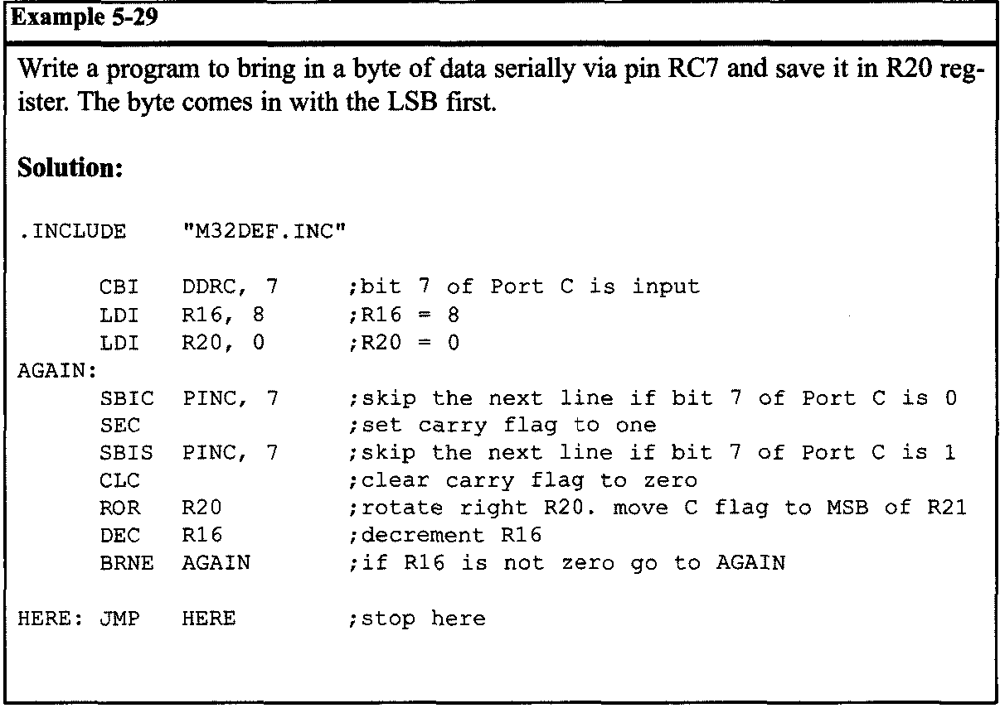 Example 5-29
Write a program to bring in a byte of data serially via pin RC7 and save it in R20 reg-
ister. The byte comes in with the LSB first.
Solution:
.INCLUDE "M32DEF.INC"
CBI DDRC, 7 ;bit 7 of Port C is input
LDI R16, 8 ;R16 = 8
LDI R20, 0 ;R20 = 0
AGAIN:
SBIC PINC, 7 ;skip the next line if bit 7 of Port C is 0
SEC ;set carry flag to one
SBIS PINC, 7 ;skip the next line if bit 7 of Port C is 1
CLC ;clear carry flag to zero
ROR R20 ;rotate right R20. move C flag to MSB of R21
DEC R16 ;decrement R16
BRNE AGAIN ;if R16 is not zero go to AGAIN
HERE: JMP HERE ;stop here